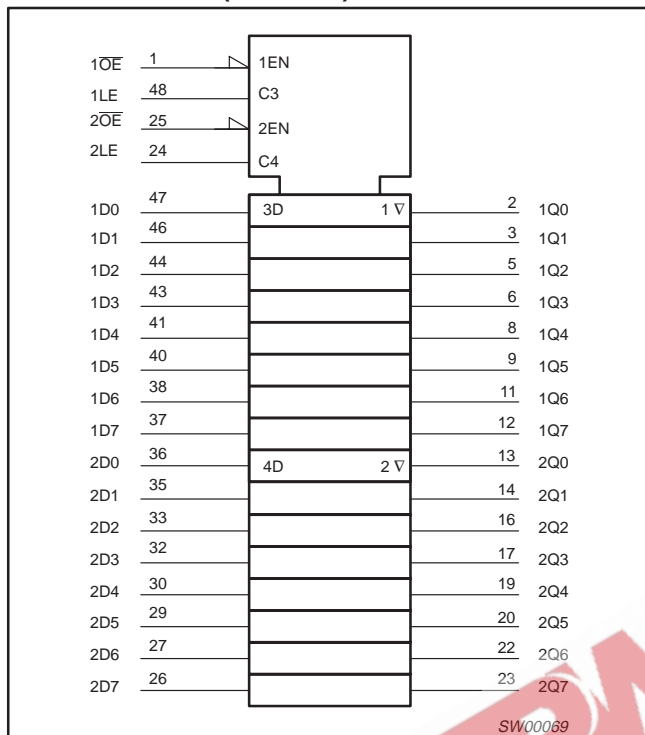 1O̅E̅ 1 1EN
1LE 48 C3
2O̅E̅ 25 2EN
2LE 24 C4
1D0 47 3D 1 ∇ 2 1Q0
1D1 46 3 1Q1
1D2 44 5 1Q2
1D3 43 6 1Q3
1D4 41 8 1Q4
1D5 40 9 1Q5
1D6 38 11 1Q6
1D7 37 12 1Q7
2D0 36 4D 2 ∇ 13 2Q0
2D1 35 14 2Q1
2D2 33 16 2Q2
2D3 32 17 2Q3
2D4 30 19 2Q4
2D5 29 20 2Q5
2D6 27 22 2Q6
2D7 26 23 2Q7
SW00069